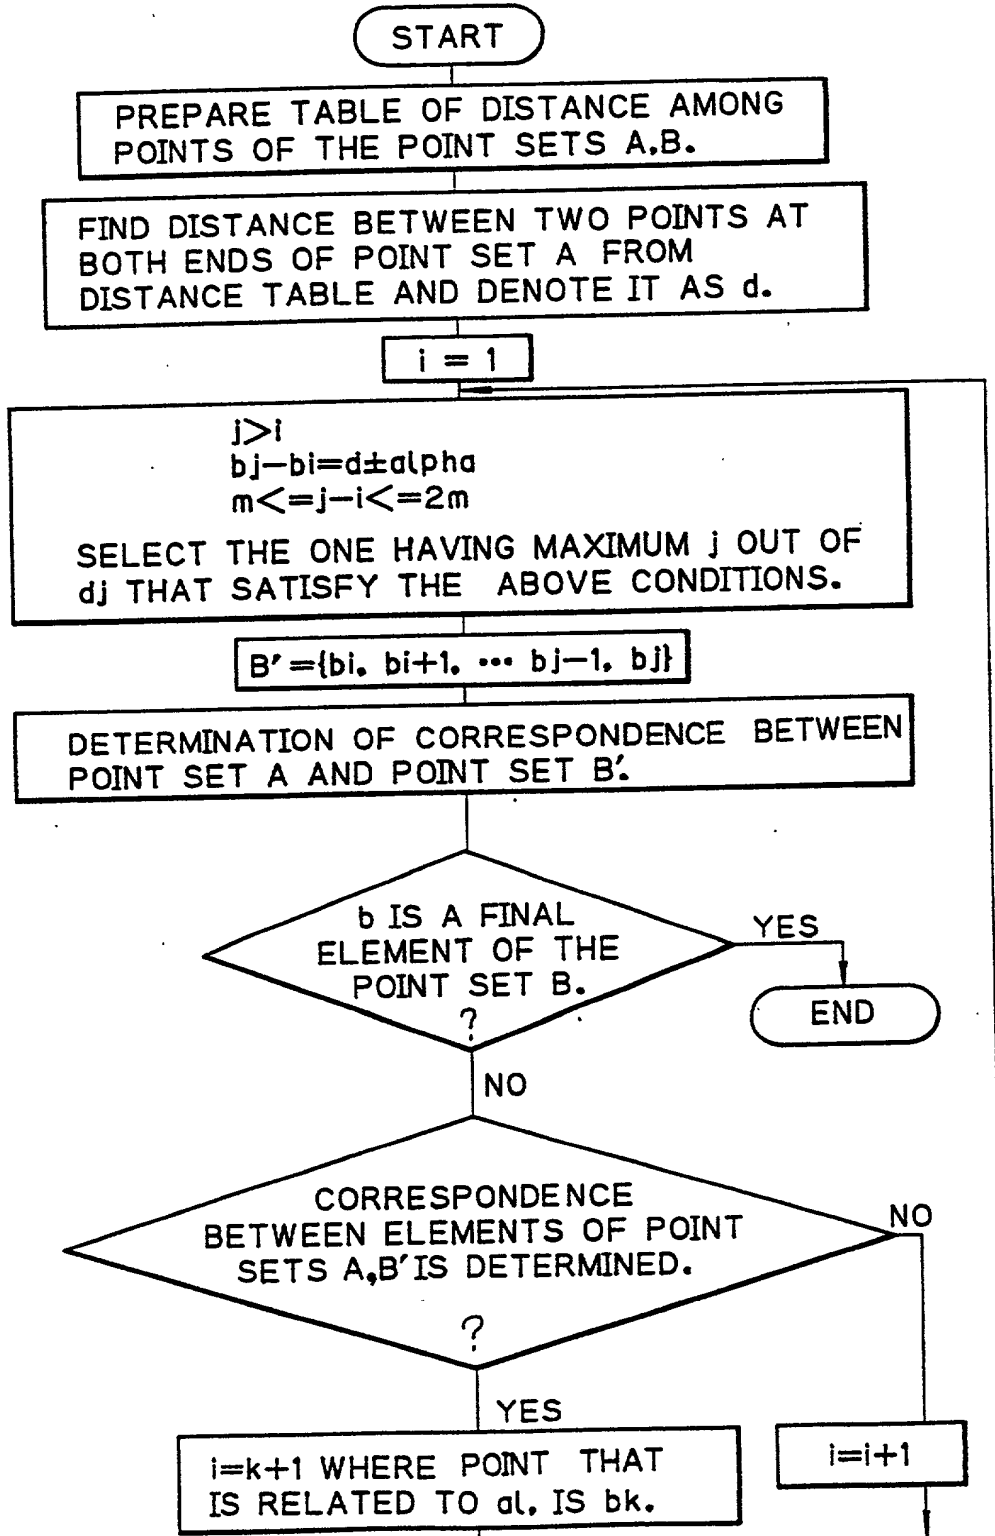 START
PREPARE TABLE OF DISTANCE AMONG
POINTS OF THE POINT SETS A,B.
FIND DISTANCE BETWEEN TWO POINTS AT
BOTH ENDS OF POINT SET A FROM
DISTANCE TABLE AND DENOTE IT AS d.
i = 1
j>i
bj-bi=d±alpha
m<=j-i<=2m
SELECT THE ONE HAVING MAXIMUM j OUT OF
dj THAT SATISFY THE ABOVE CONDITIONS.
B'={bi, bi+1, ... bj-1, bj}
DETERMINATION OF CORRESPONDENCE BETWEEN
POINT SET A AND POINT SET B'.
b IS A FINAL
ELEMENT OF THE
POINT SET B.
?
YES
END
NO
CORRESPONDENCE
BETWEEN ELEMENTS OF POINT
SETS A,B' IS DETERMINED.
?
NO
YES
i=k+1 WHERE POINT THAT
IS RELATED TO al, IS bk.
i=i+1